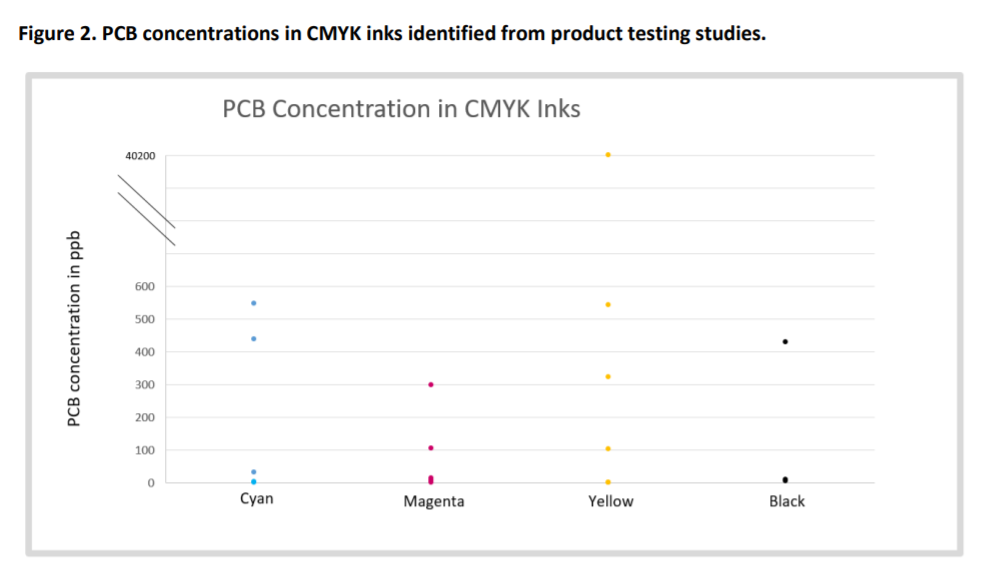 Figure 2. PCB concentrations in CMYK inks identified from product testing studies.
PCB Concentration in CMYK Inks
PCB concentration in ppb
40200
600
500
400
300
200
100
0
Cyan
Magenta
Yellow
Black